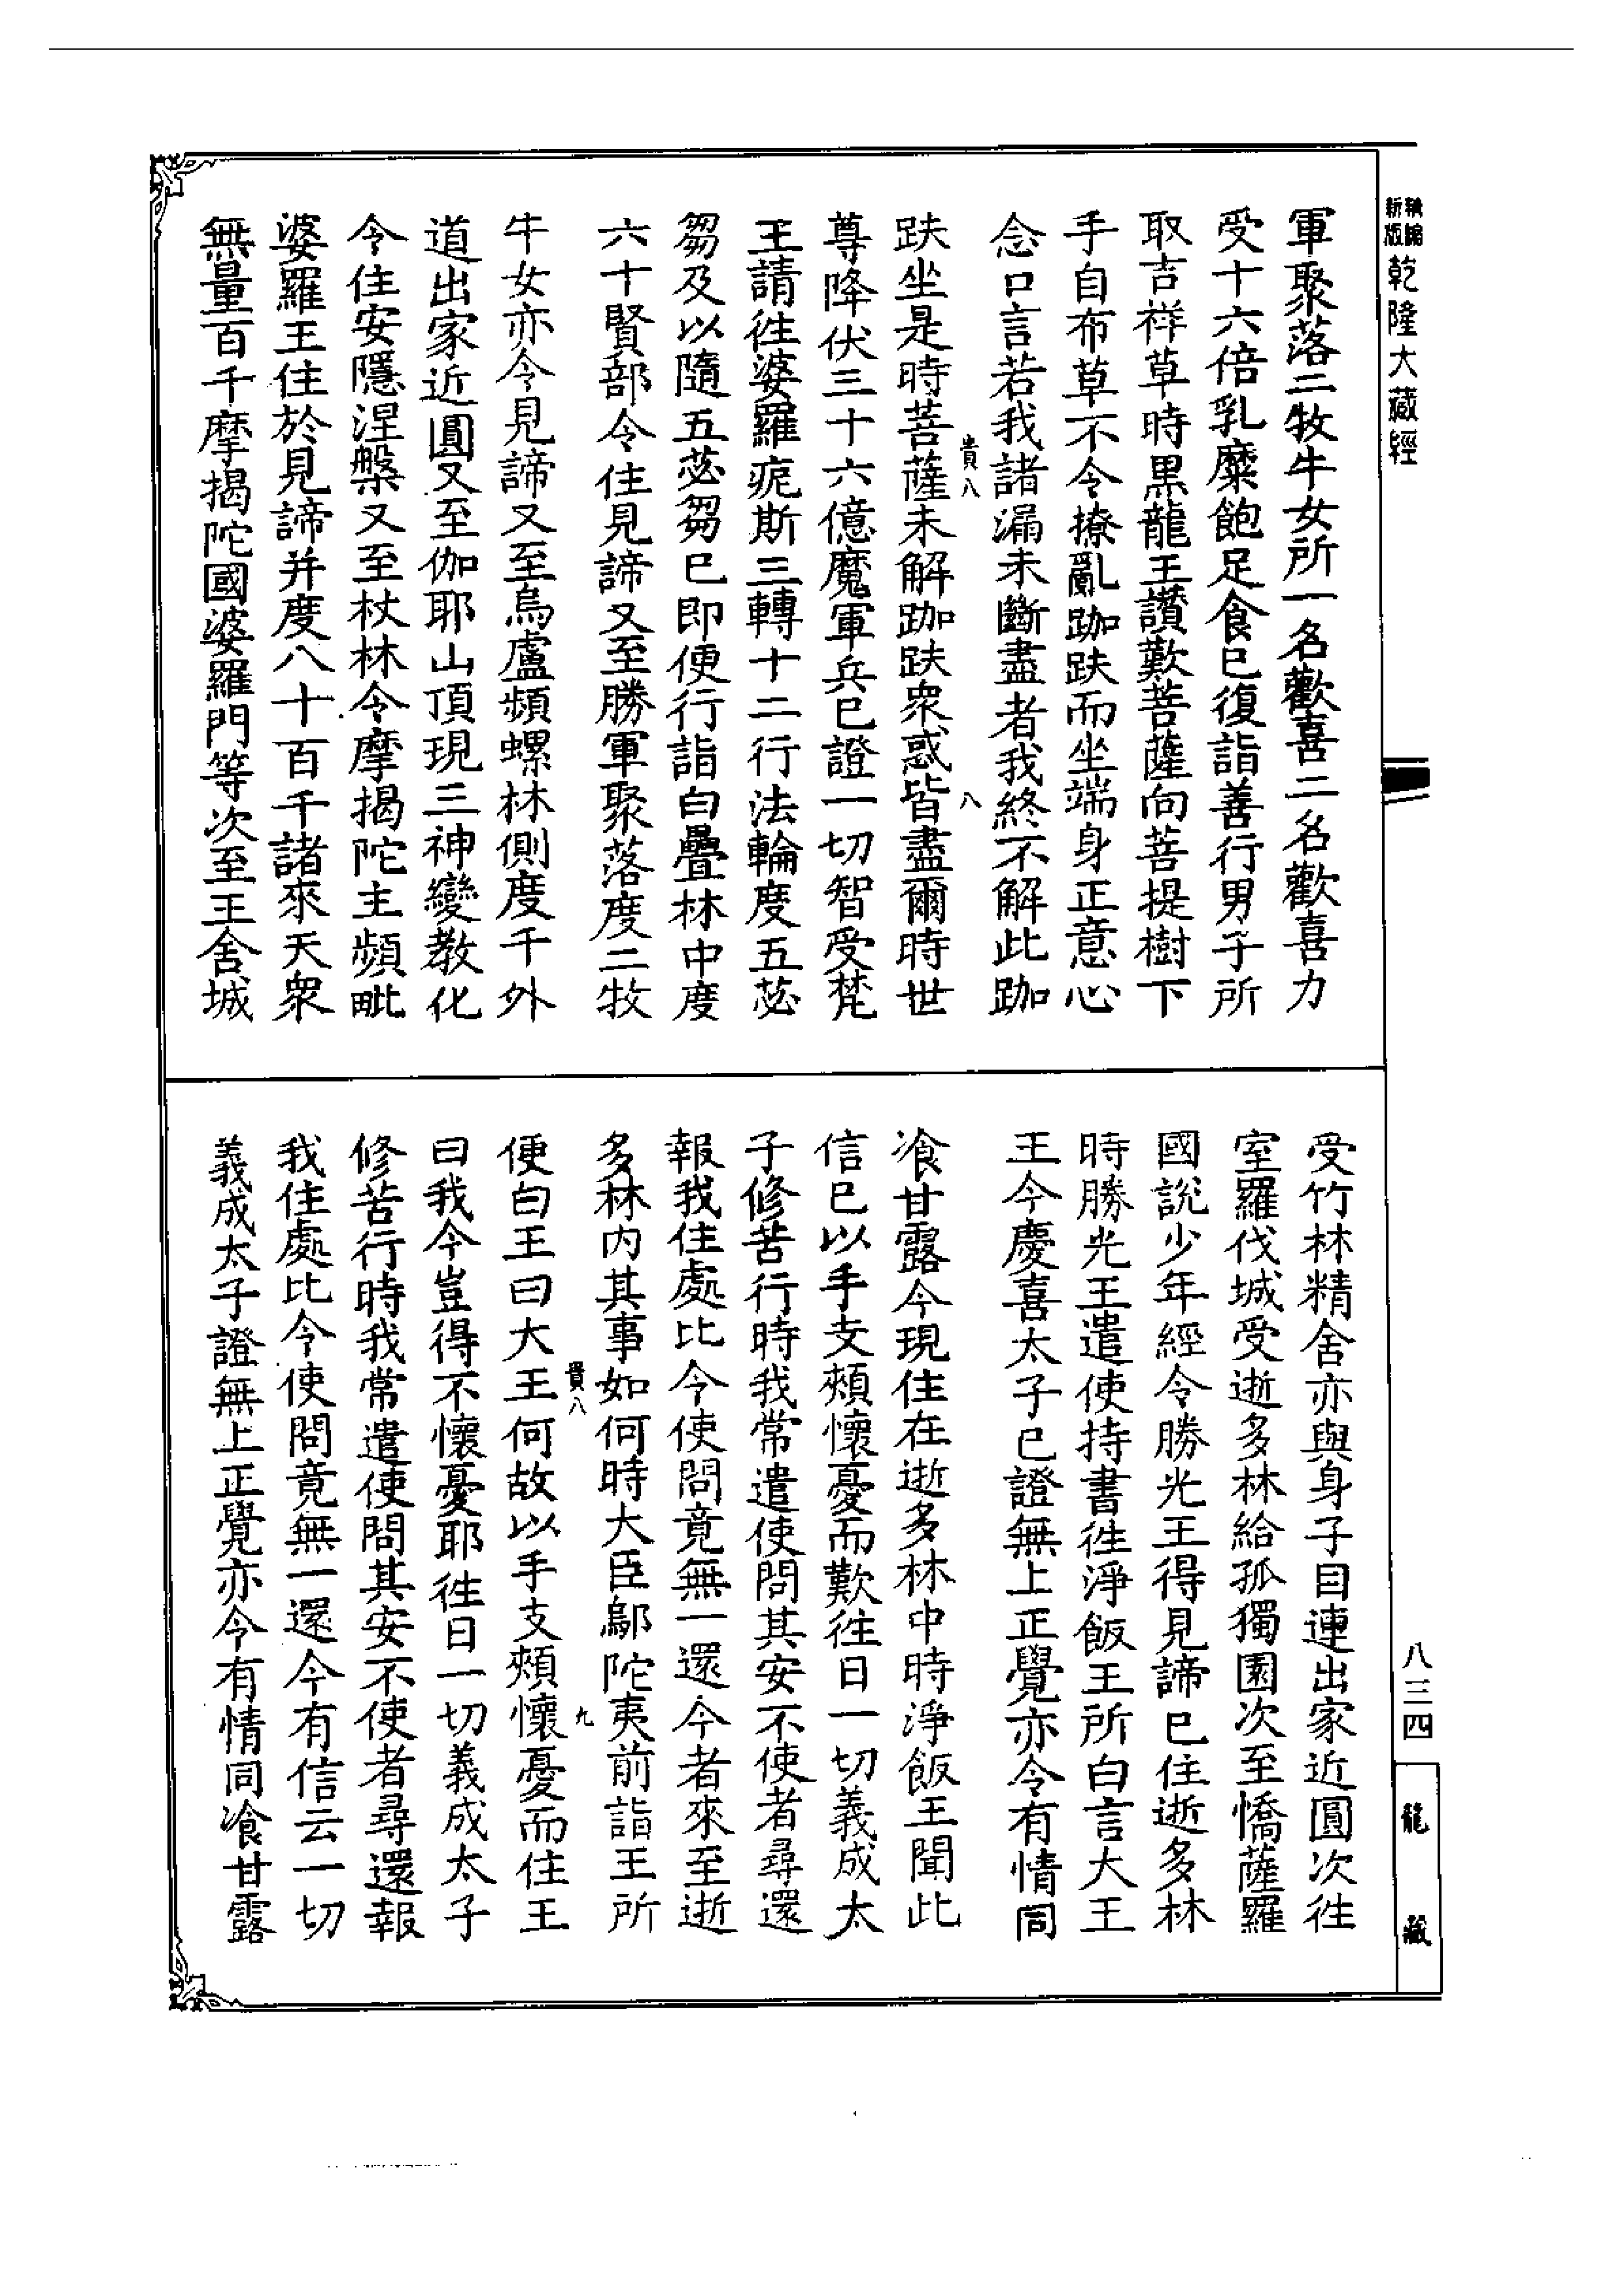 新編
新版
乾隆大藏經
軍聚落二牧牛女所一名歡喜二名歡喜力
受十六倍乳糜飽足食已復詣善行男子所
取吉祥草時黑龍王讚歎菩薩向菩提樹下
手自布草不令撩亂跏趺而坐端身正意心
念口言若我諸漏未斷盡者我終不解此跏
貴八
八
趺坐是時菩薩未解跏趺衆惑皆盡爾時世
尊降伏三十六億魔軍兵已證一切智受梵
王請往婆羅痆斯三轉十二行法輪度五苾
芻及以隨五苾芻已即便行詣白疊林中度
六十賢部令住見諦又至勝軍聚落度二牧
牛女亦令見諦又至烏盧頻螺林側度千外
道出家近圓又至伽耶山頂現三神變教化
令住安隱涅槃又至杖林令摩揭陀主頻毗
婆羅王住於見諦并度八十百千諸來天衆
無量百千摩揭陀國婆羅門等次至王舍城
受竹林精舍亦與身子目連出家近圓次往
室羅伐城受逝多林給孤獨園次至憍薩羅
國說少年經令勝光王得見諦已住逝多林
時勝光王遣使持書往淨飯王所白言大王
王今慶喜太子已證無上正覺亦令有情同
飡甘露今現住在逝多林中時淨飯王聞此
信已以手支頰懷憂而歎往日一切義成太
子修苦行時我常遣使問其安不使者尋還
報我住處比令使問竟無一還今者來至逝
多林內其事如何時大臣鄔陀夷前詣王所
貴八
九
便白王曰大王何故以手支頰懷憂而住王
曰我今豈得不懷憂耶往日一切義成太子
修苦行時我常遣使問其安不使者尋還報
我住處比令使問竟無一還今有信云一切
義成太子證無上正覺亦令有情同飡甘露
八三四
龍藏